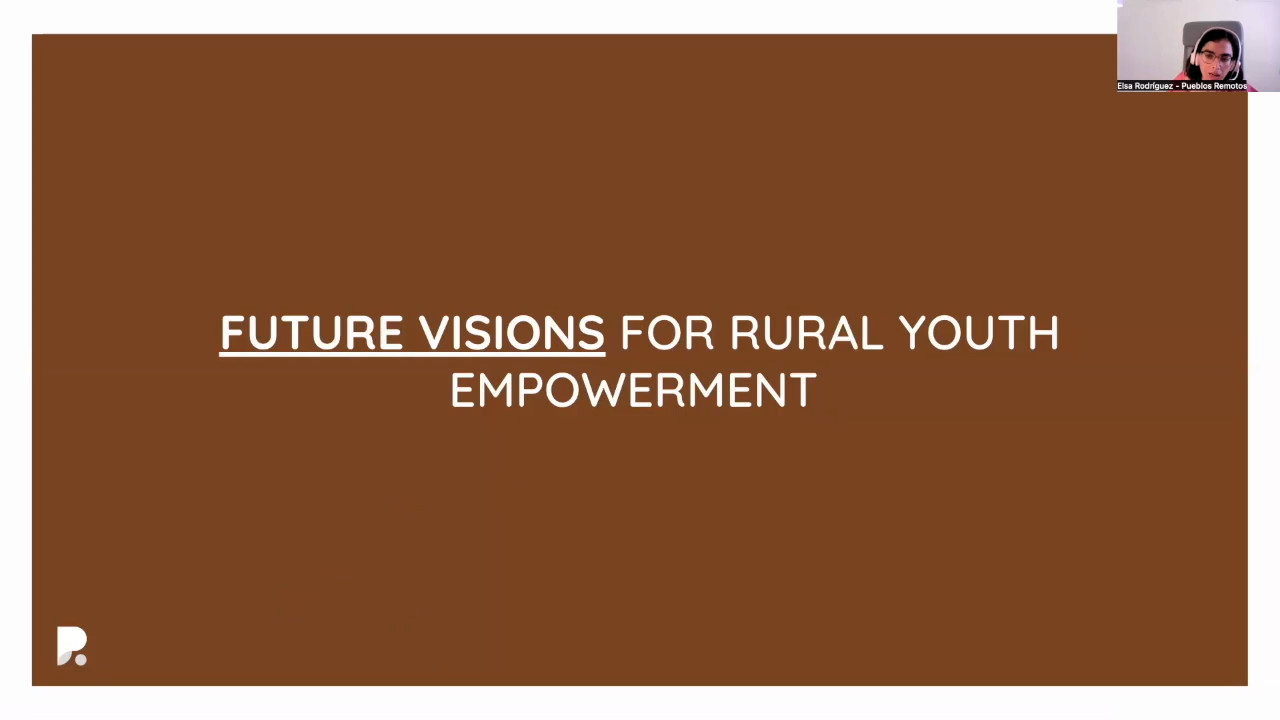 Elsa Rodríguez - Pueblos Remotos
FUTURE VISIONS FOR RURAL YOUTH
EMPOWERMENT